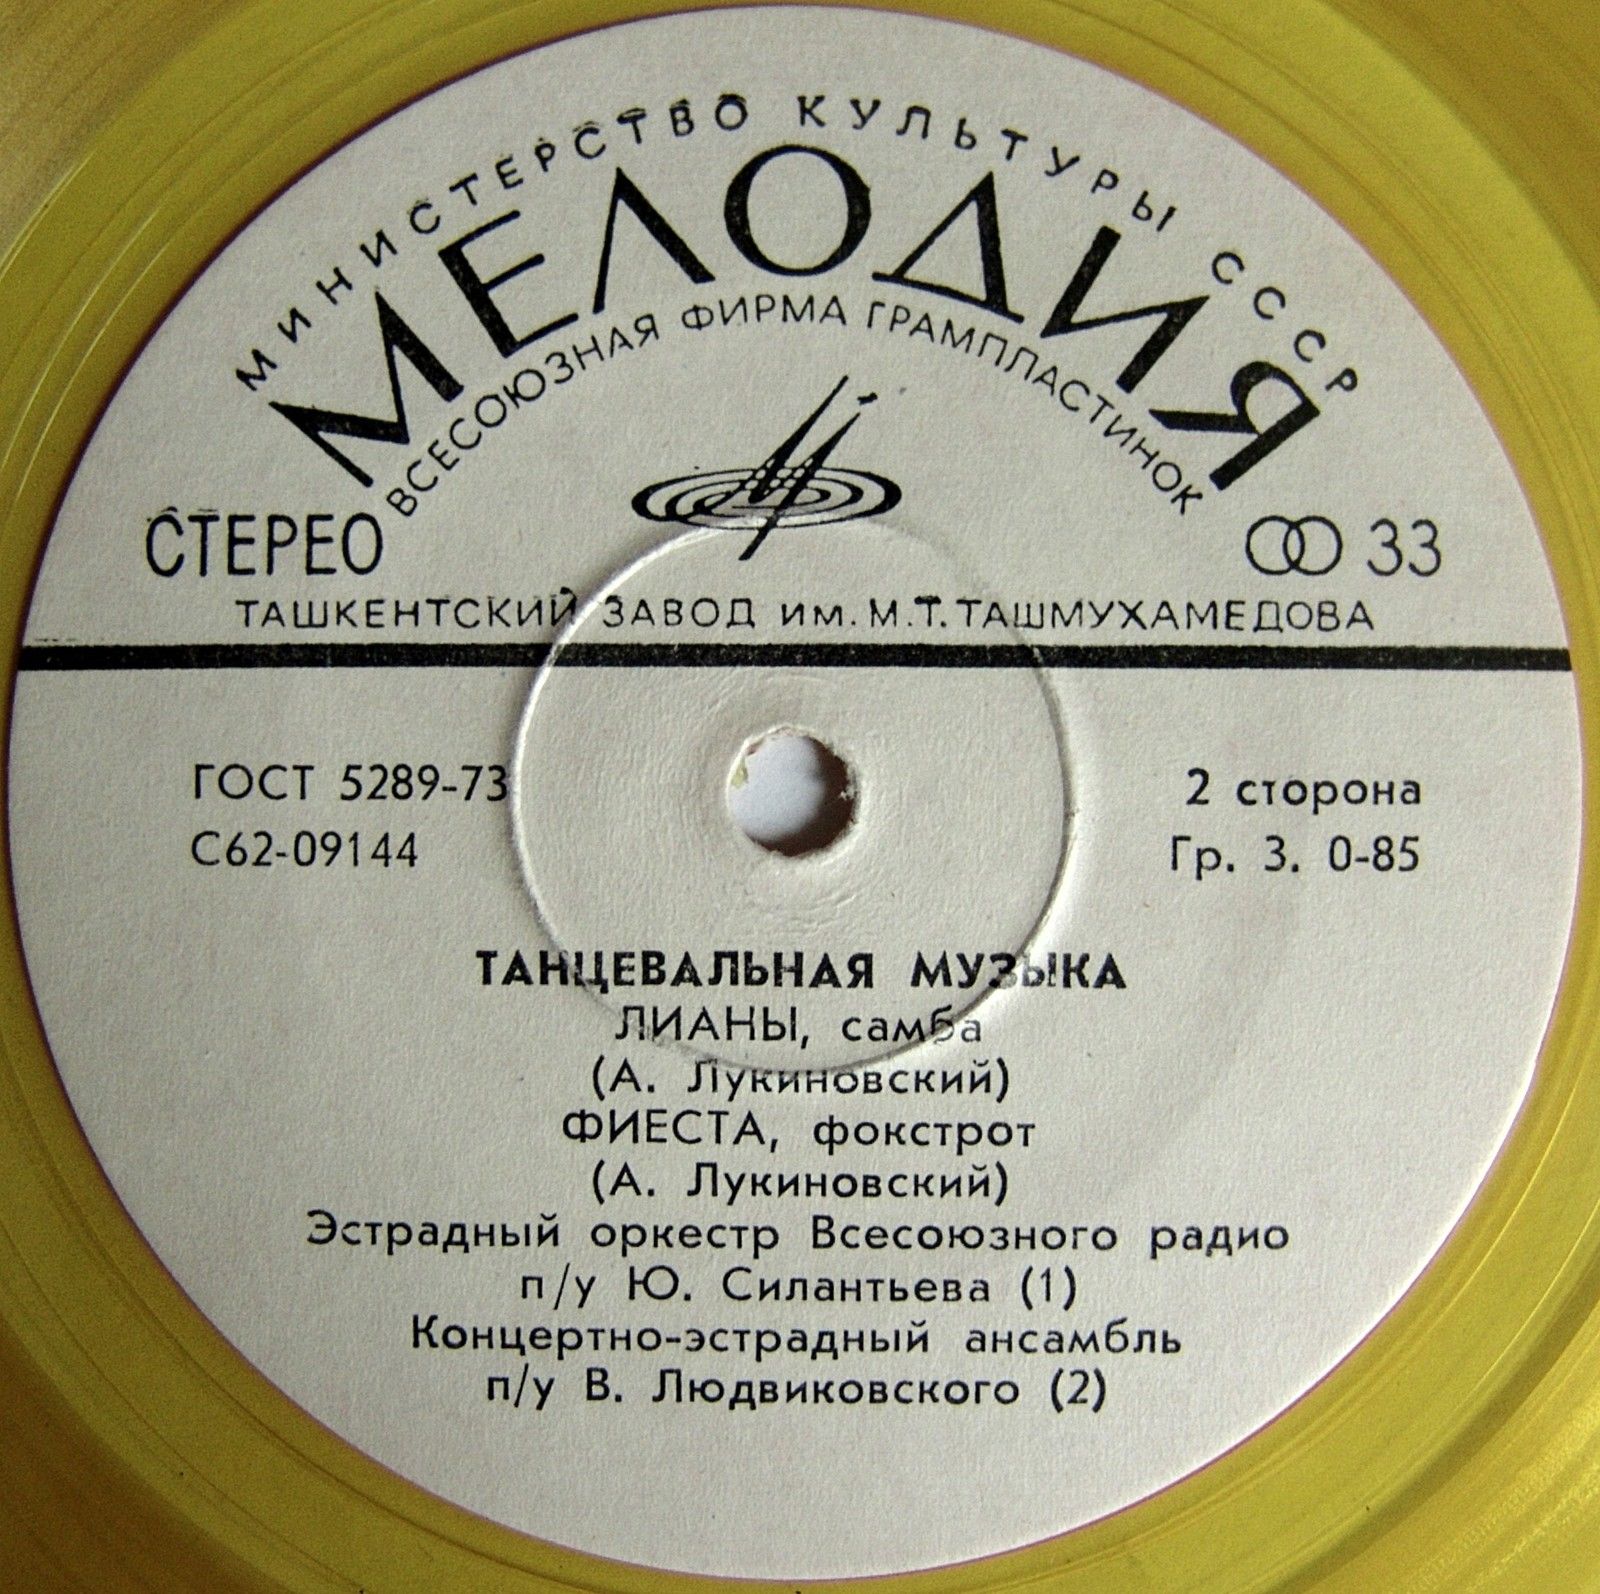 МИНИСТЕРСТВО КУЛЬТУРЫ СССР
МЕЛОДИЯ
ВСЕСОЮЗНАЯ ФИРМА ГРАМПЛАСТИНОК
СТЕРЕО 33
ТАШКЕНТСКИЙ ЗАВОД ИМ. М.Т. ТАШМУХАМЕДОВА
ГОСТ 5289-73 2 сторона
С62-09144 Гр. 3. 0-85
ТАНЦЕВАЛЬНАЯ МУЗЫКА
ЛИАНЫ, самба
(А. Лукиновский)
ФИЕСТА, фокстрот
(А. Лукиновский)
Эстрадный оркестр Всесоюзного радио
п/у Ю. Силантьева (1)
Концертно-эстрадный ансамбль
п/у В. Людвиковского (2)